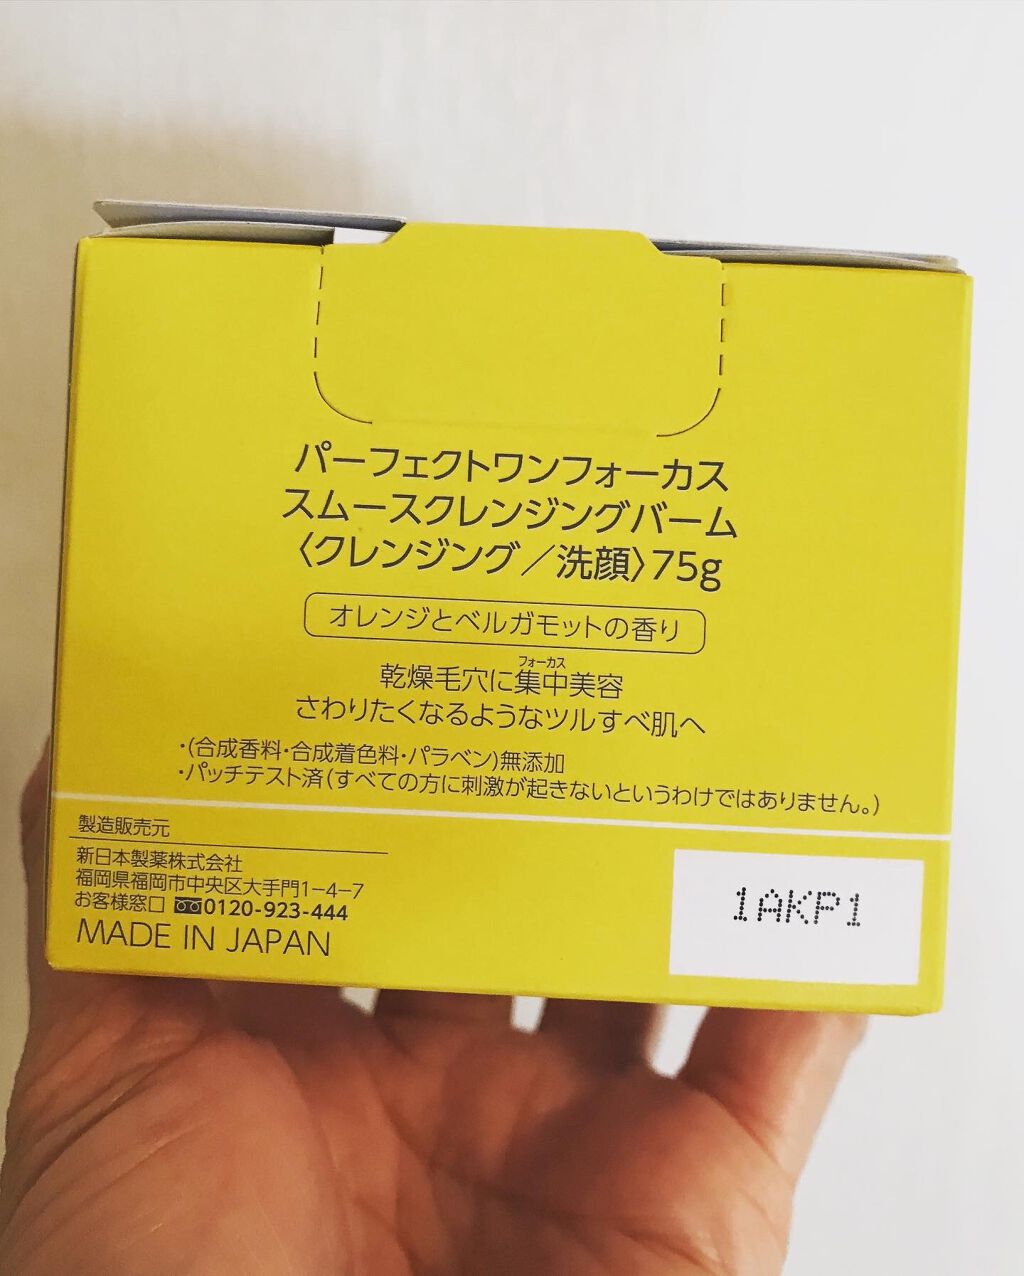 パーフェクトワンフォーカス
スムースクレンジングバーム
〈クレンジング／洗顔〉75g
オレンジとベルガモットの香り
フォーカス
乾燥毛穴に集中美容
さわりたくなるようなツルすべ肌へ
・(合成香料・合成着色料・パラベン)無添加
・パッチテスト済(すべての方に刺激が起きないというわけではありません。)
製造販売元
新日本製薬株式会社
福岡県福岡市中央区大手門1-4-7
お客様窓口 0120-923-444
MADE IN JAPAN
1AKP1